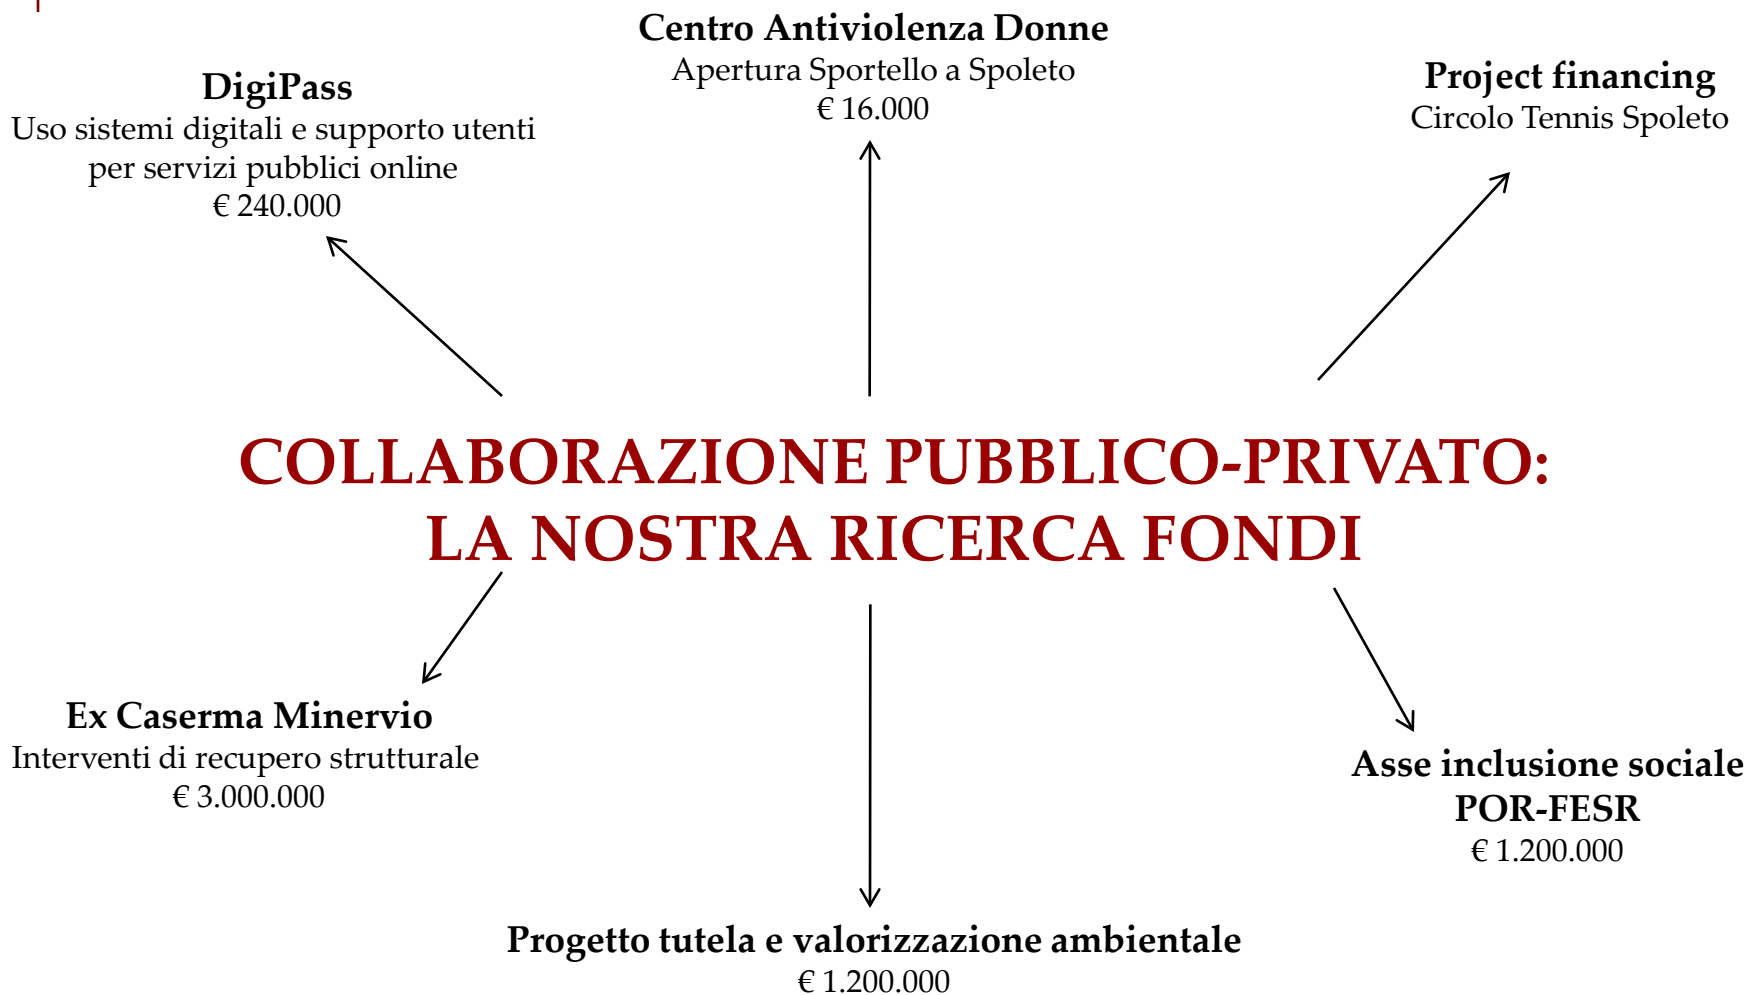 Centro Antiviolenza Donne
Apertura Sportello a Spoleto
€ 16.000
DigiPass
Uso sistemi digitali e supporto utenti
per servizi pubblici online
€ 240.000
Project financing
Circolo Tennis Spoleto
COLLABORAZIONE PUBBLICO-PRIVATO:
LA NOSTRA RICERCA FONDI
Ex Caserma Minervio
Interventi di recupero strutturale
€ 3.000.000
Asse inclusione sociale
POR-FESR
€ 1.200.000
Progetto tutela e valorizzazione ambientale
€ 1.200.000